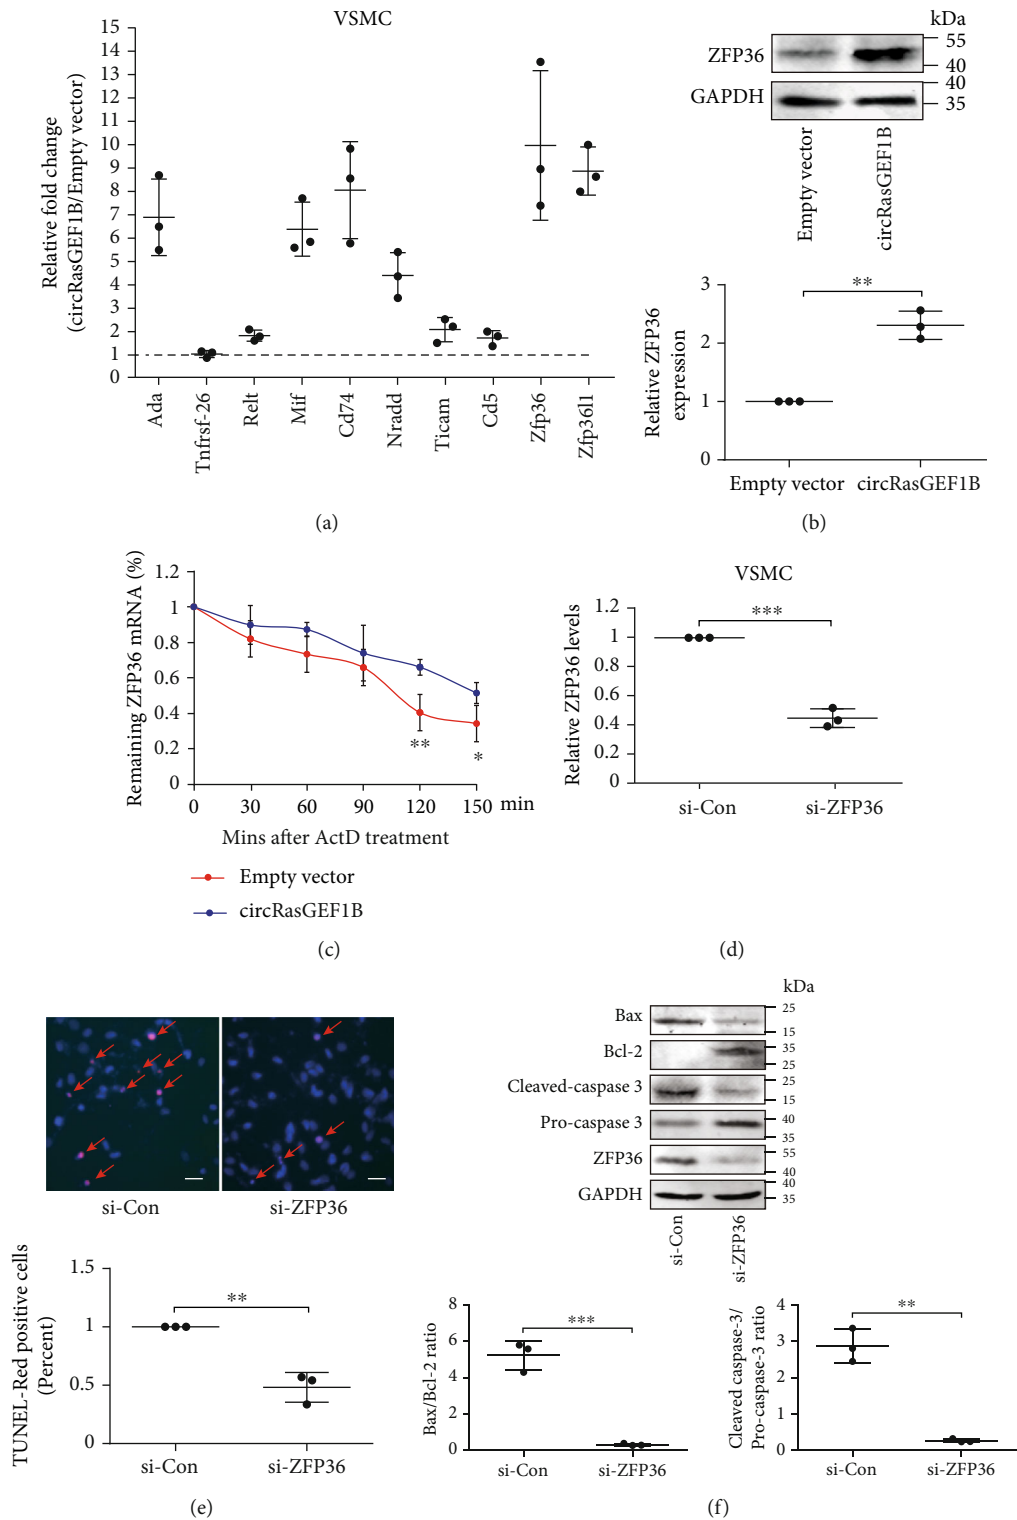 VSMC
Relative fold change
(circRasGEF1B/Empty vector)
15
14
13
12
11
10
9
8
7
6
5
4
3
2
1
0
Ada
Tnfrsf-26
Relt
Mif
Cd74
Nradd
Ticam
Cd5
Zfp36
Zfp36l1
(a)
kDa
ZFP36
55
40
GAPDH
40
35
Empty vector
circRasGEF1B
Relative ZFP36
expression
3
2
1
0
**
Empty vector circRasGEF1B
(b)
Remaining ZFP36 mRNA (%)
1.2
1
0.8
0.6
0.4
0.2
0
**
*
0 30 60 90 120 150 min
Mins after ActD treatment
Empty vector
circRasGEF1B
(c)
VSMC
Relative ZFP36 levels
1.2
1
0.8
0.6
0.4
0.2
0
***
si-Con si-ZFP36
(d)
si-Con si-ZFP36
TUNEL-Red positive cells
(Percent)
1.5
1
0.5
0
**
si-Con si-ZFP36
(e)
kDa
Bax
25
15
Bcl-2
35
25
Cleaved-caspase 3
25
15
Pro-caspase 3
40
35
ZFP36
55
40
GAPDH
40
35
si-Con
si-ZFP36
Bax/Bcl-2 ratio
8
6
4
2
0
***
si-Con si-ZFP36
Cleaved caspase-3/
Pro-caspase-3 ratio
4
3
2
1
0
**
si-Con si-ZFP36
(f)